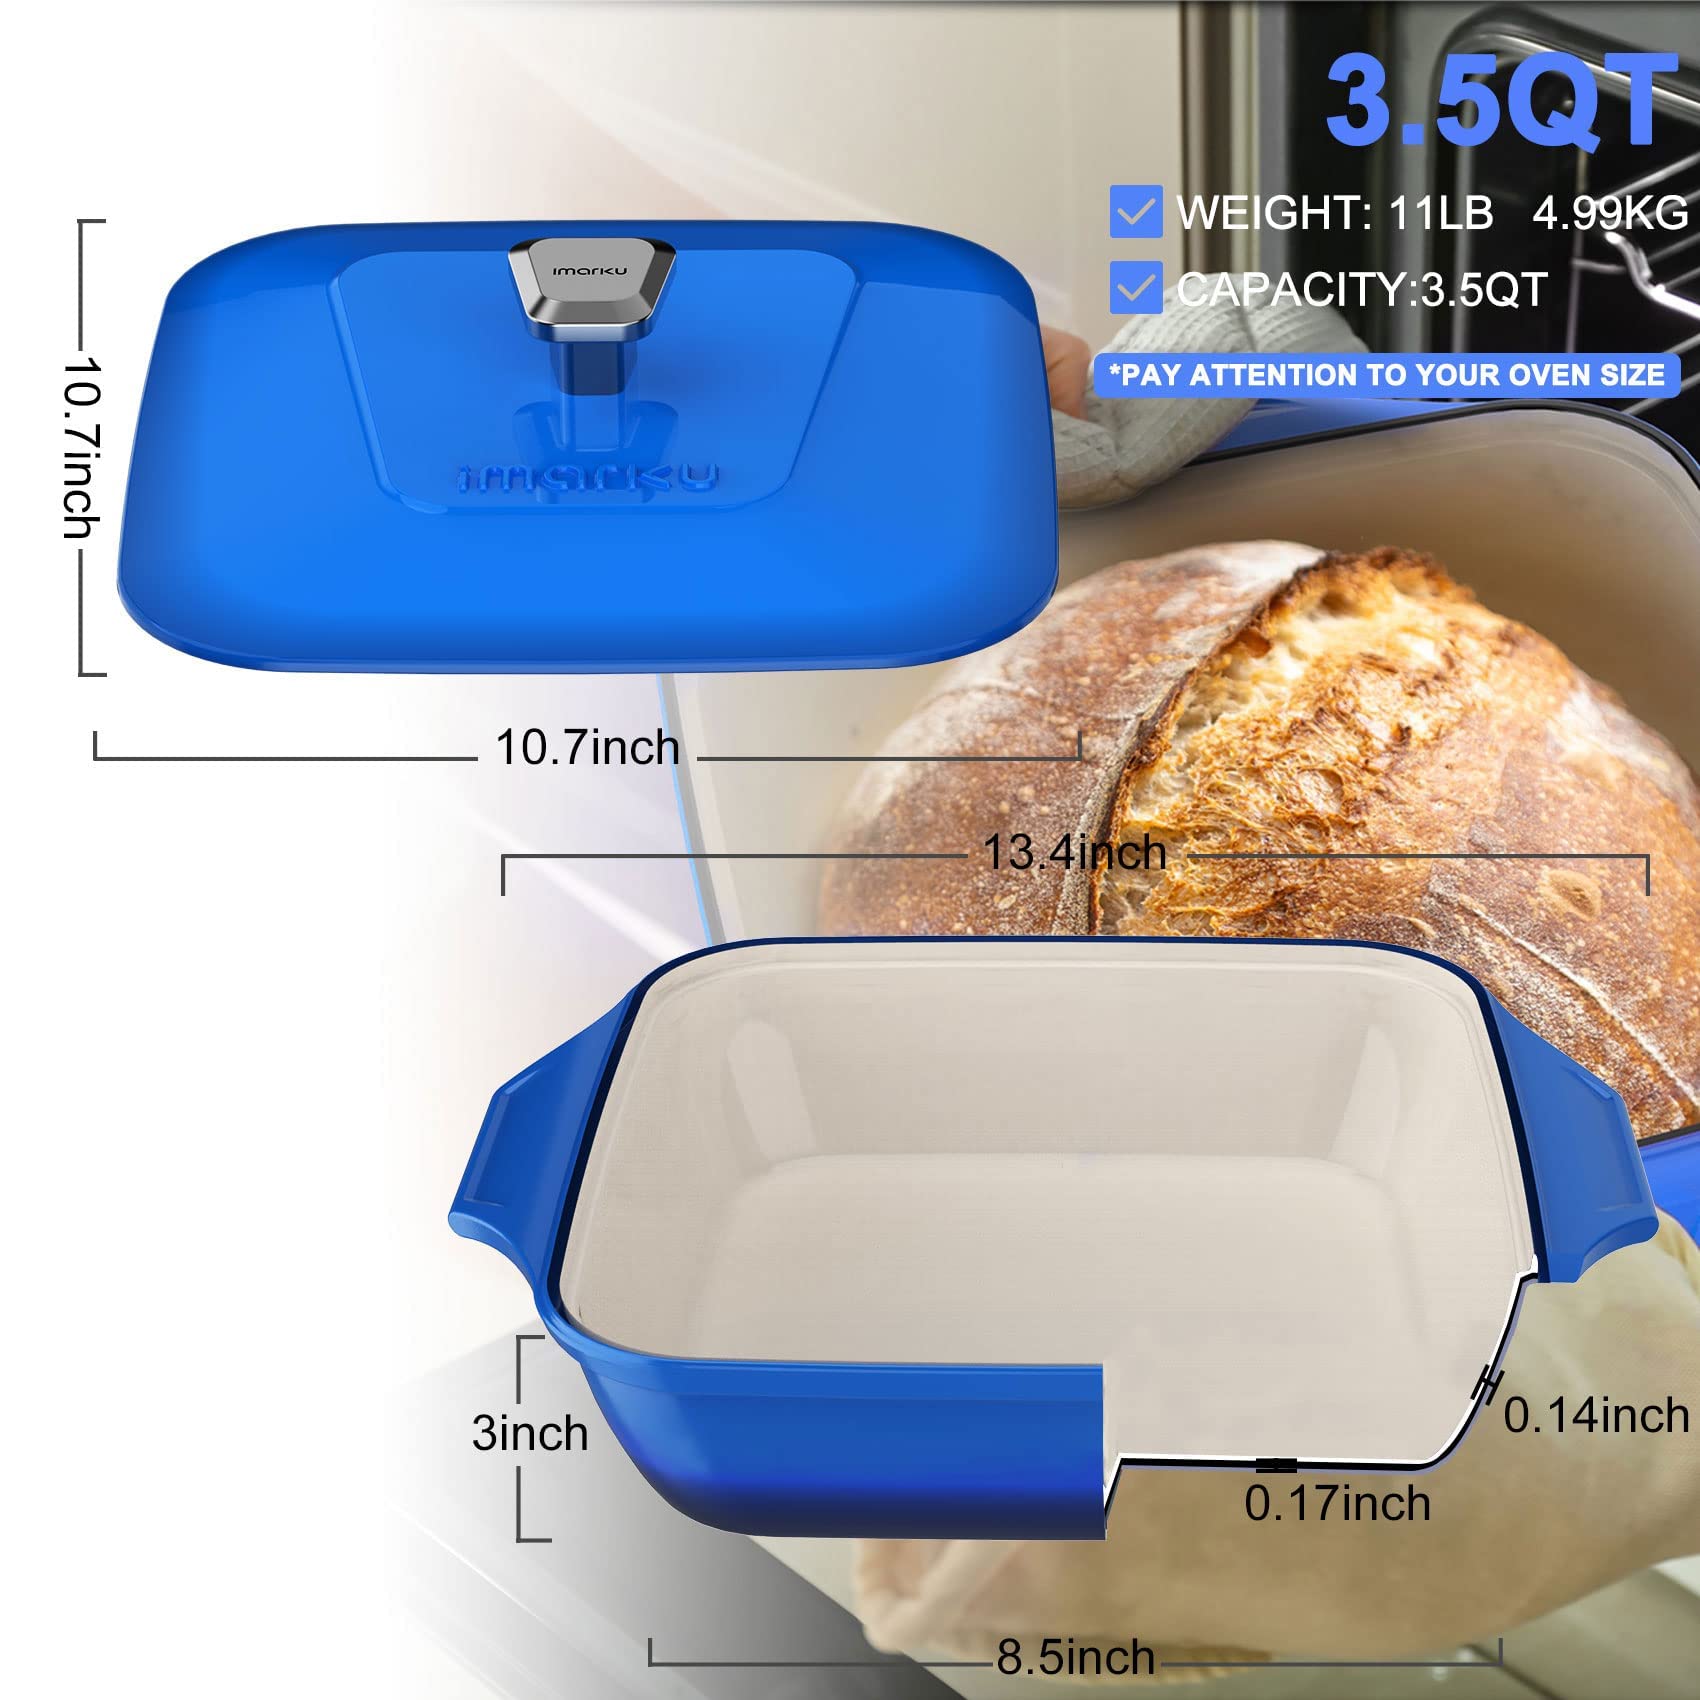 3.5QT
WEIGHT: 11LB 4.99KG
CAPACITY:3.5QT
*PAY ATTENTION TO YOUR OVEN SIZE
imarku
imarku
10.7inch
10.7inch
13.4inch
3inch
0.14inch
0.17inch
8.5inch